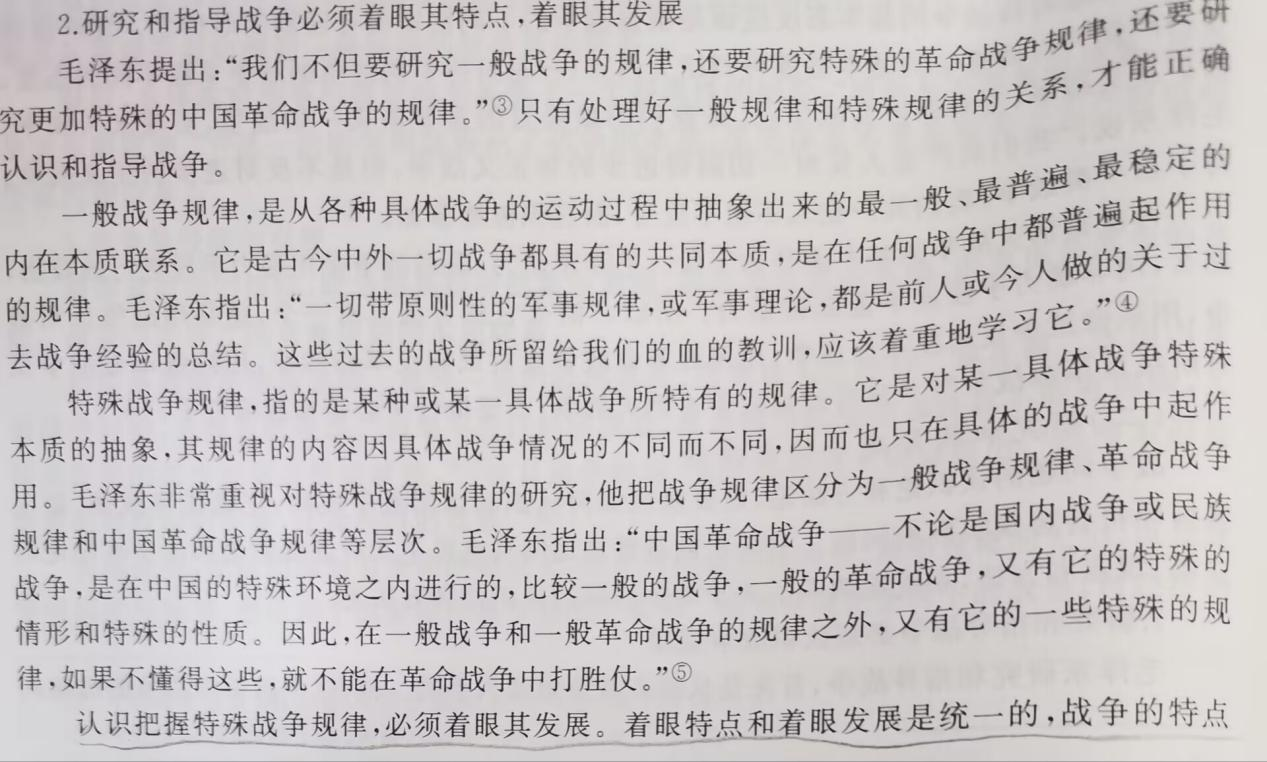 2.研究和指导战争必须着眼其特点,着眼其发展
毛泽东提出:“我们不但要研究一般战争的规律,还要研究特殊的革命战争规律,还要研
究更加特殊的中国革命战争的规律。”③只有处理好一般规律和特殊规律的关系,才能正确
认识和指导战争。
一般战争规律,是从各种具体战争的运动过程中抽象出来的最一般、最普遍、最稳定的
内在本质联系。它是古今中外一切战争都具有的共同本质,是在任何战争中都普遍起作用
的规律。毛泽东指出:“一切带原则性的军事规律,或军事理论,都是前人或今人做的关于过
去战争经验的总结。这些过去的战争所留给我们的血的教训,应该着重地学习它。”④
特殊战争规律,指的是某种或某一具体战争所特有的规律。它是对某一具体战争特殊
本质的抽象,其规律的内容因具体战争情况的不同而不同,因而也只在具体的战争中起作
用。毛泽东非常重视对特殊战争规律的研究,他把战争规律区分为一般战争规律、革命战争
规律和中国革命战争规律等层次。毛泽东指出:“中国革命战争——不论是国内战争或民族
战争,是在中国的特殊环境之内进行的,比较一般的战争,一般的革命战争,又有它的特殊的
情形和特殊的性质。因此,在一般战争和一般革命战争的规律之外,又有它的一些特殊的规
律,如果不懂得这些,就不能在革命战争中打胜仗。”⑤
认识把握特殊战争规律,必须着眼其发展。着眼特点和着眼发展是统一的,战争的特点